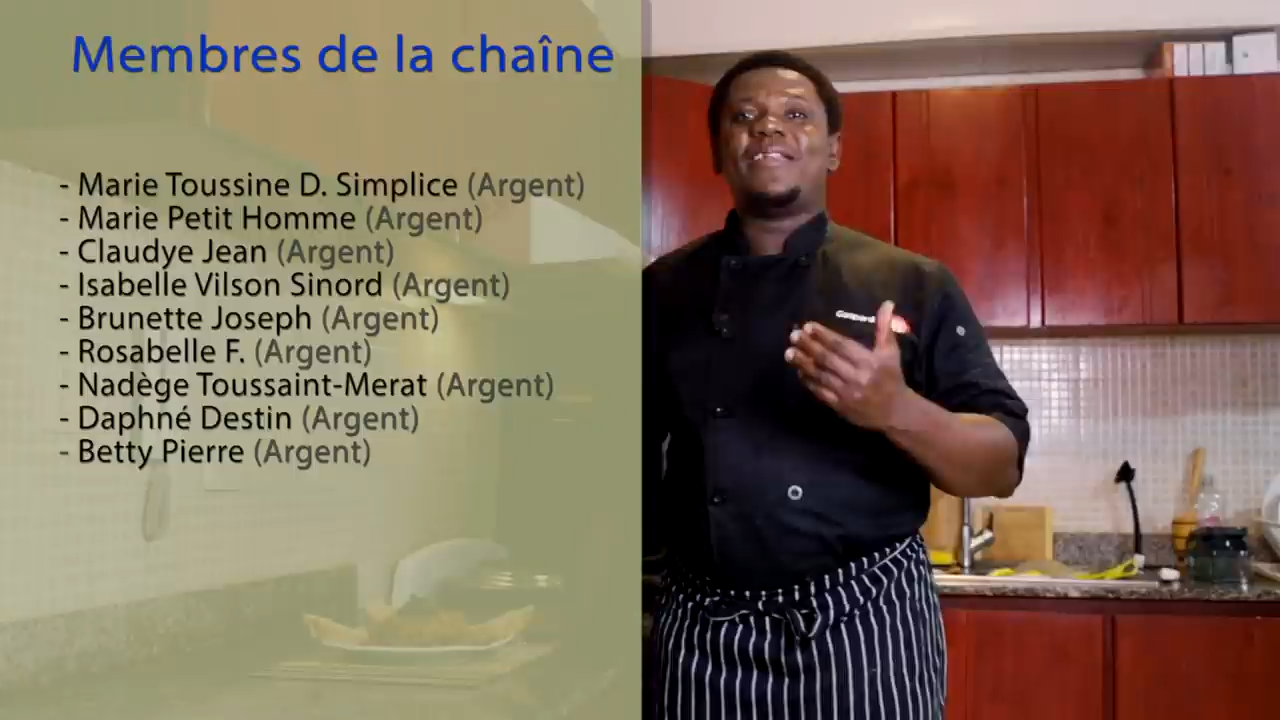 Membres de la chaîne
- Marie Toussine D. Simplice (Argent)
- Marie Petit Homme (Argent)
- Claudye Jean (Argent)
- Isabelle Vilson Sinord (Argent)
- Brunette Joseph (Argent)
- Rosabelle F. (Argent)
- Nadège Toussaint-Merat (Argent)
- Daphné Destin (Argent)
- Betty Pierre (Argent)